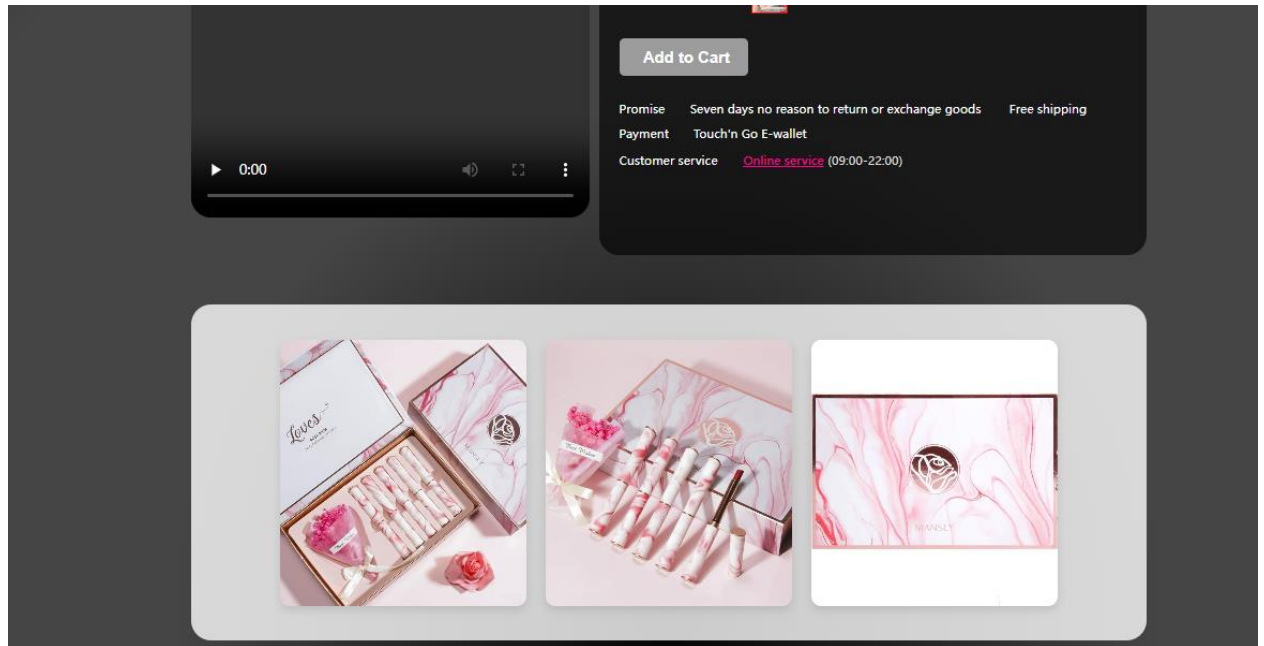 Add to Cart
Promise Seven days no reason to return or exchange goods Free shipping
Payment Touch'n Go E-wallet
0:00
Customer service Online service (09:00-22:00)
Loves
MANSLY